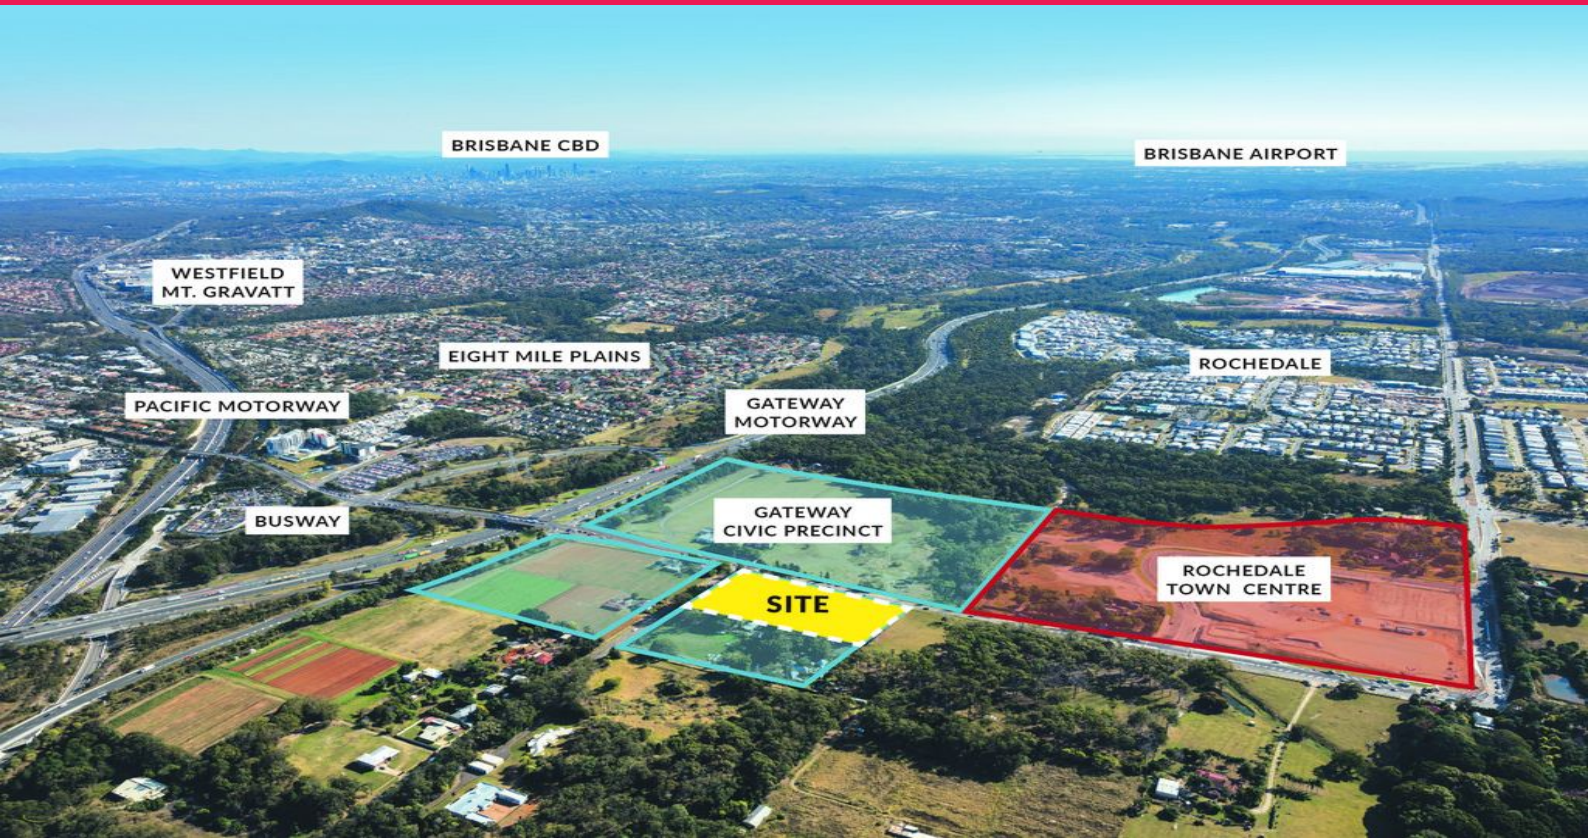 BRISBANE CBD
BRISBANE AIRPORT
WESTFIELD
MT. GRAVATT
EIGHT MILE PLAINS
ROCHEDALE
PACIFIC MOTORWAY
GATEWAY
MOTORWAY
BUSWAY
GATEWAY
CIVIC PRECINCT
ROCHEDALE
TOWN CENTRE
SITE